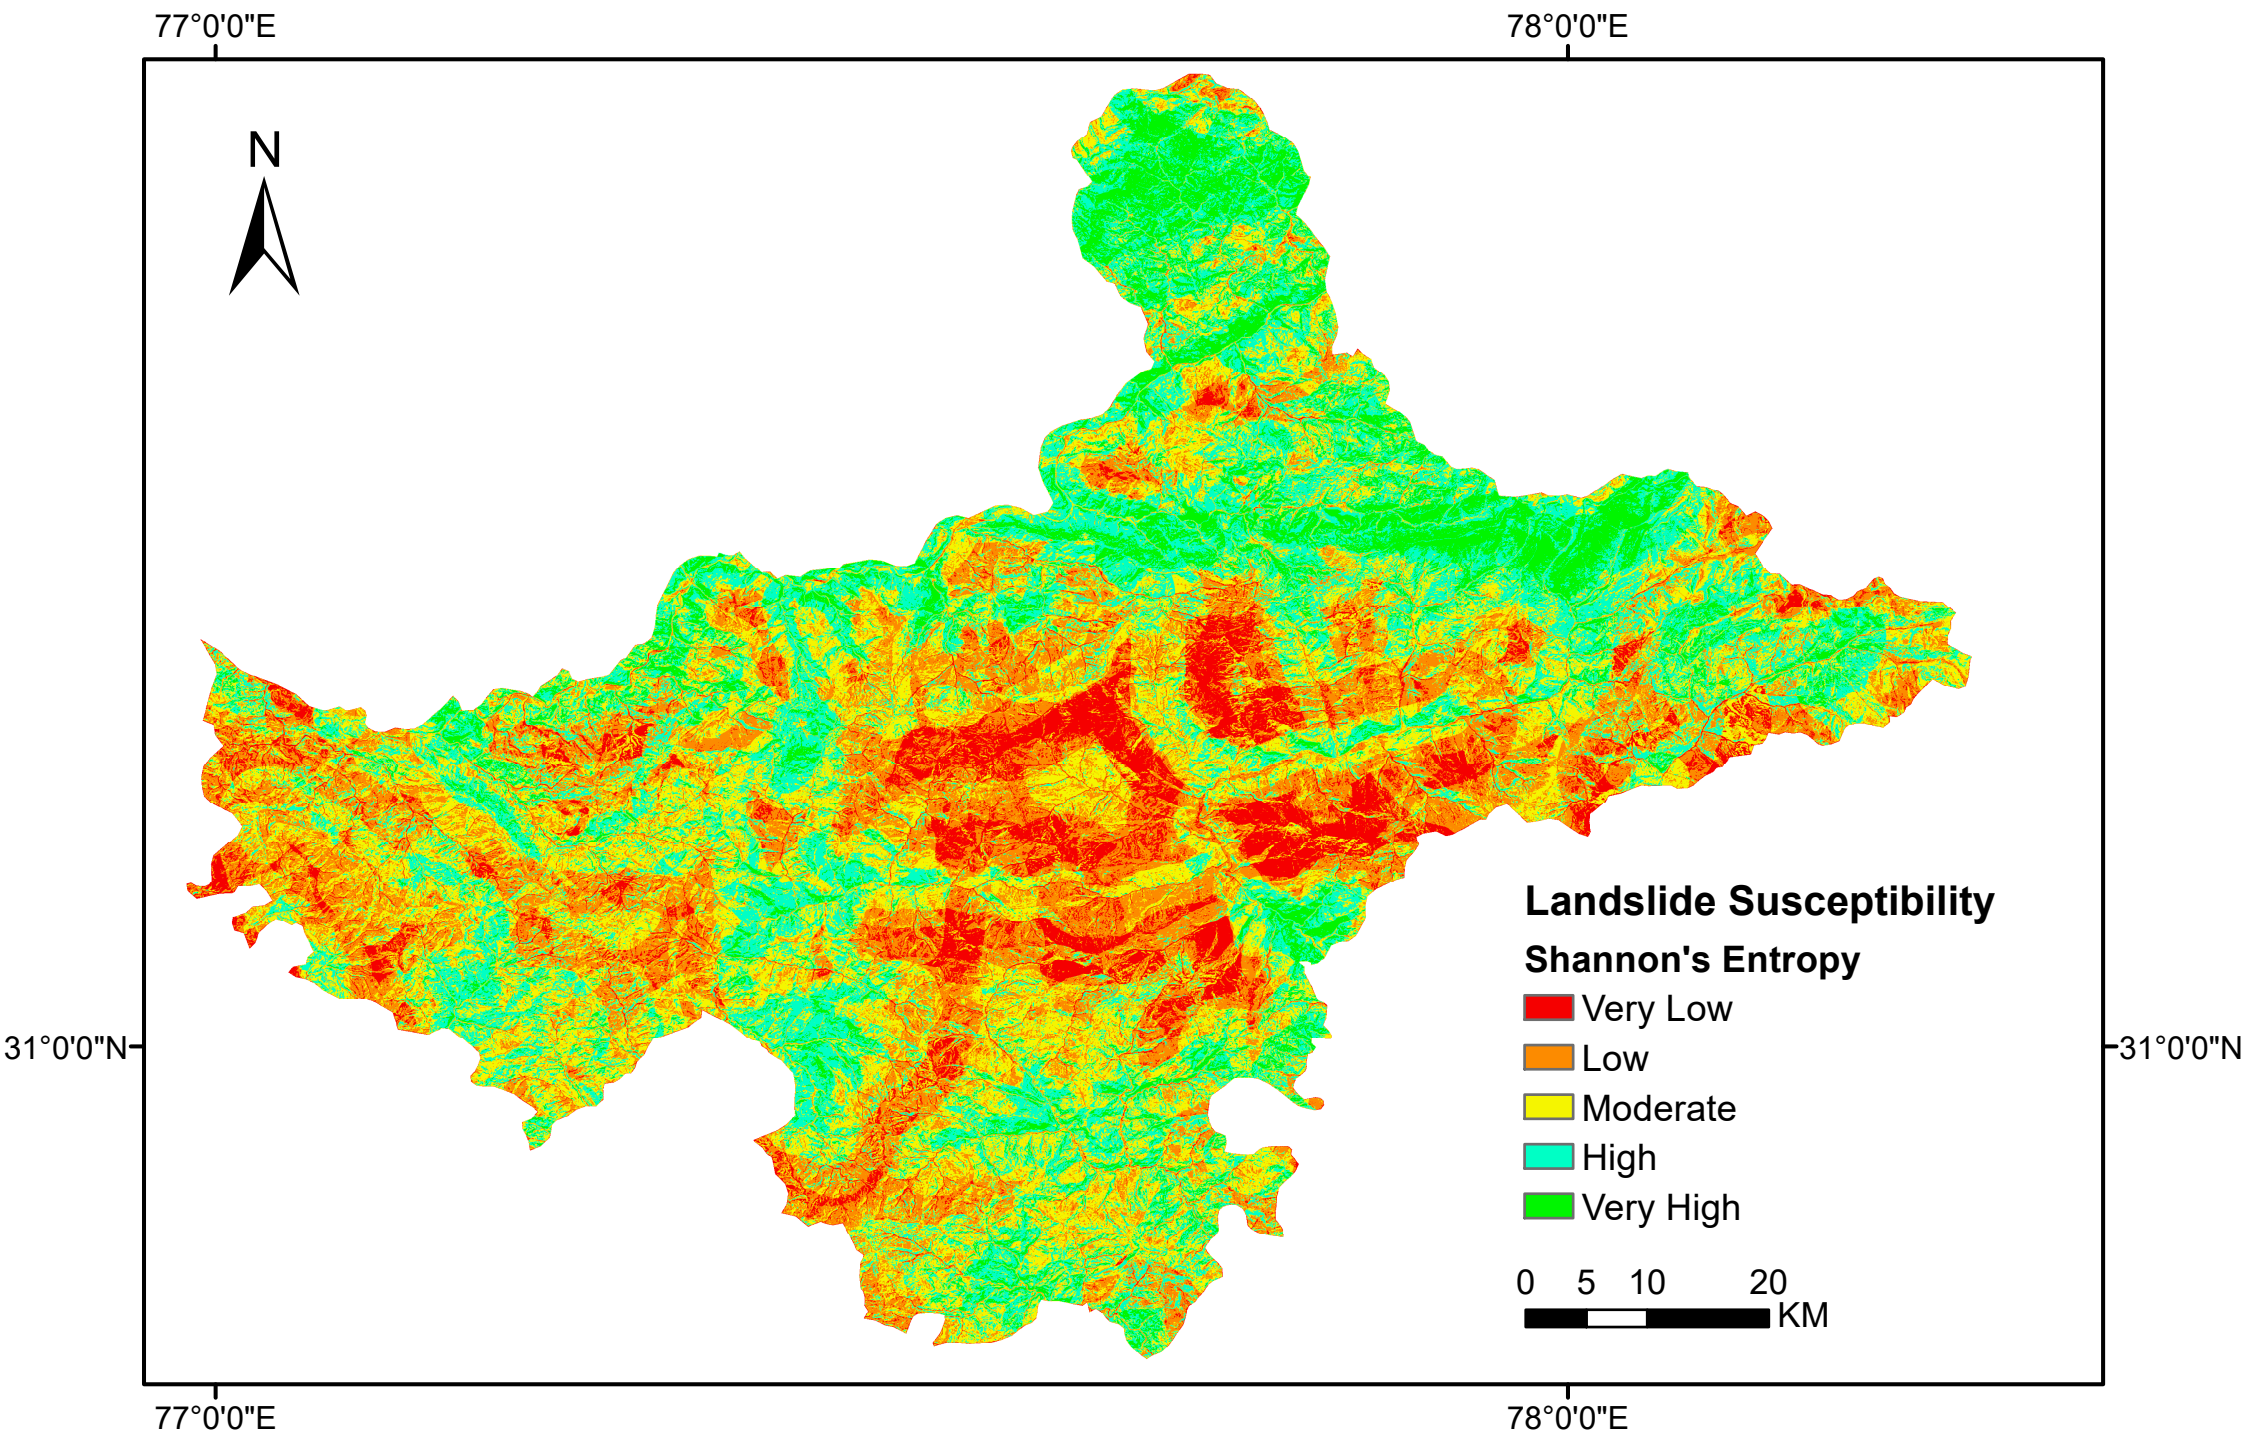 77°0'0"E
78°0'0"E
N
31°0'0"N
31°0'0"N
Landslide Susceptibility
Shannon's Entropy
Very Low
Low
Moderate
High
Very High
0 5 10 20
KM
77°0'0"E
78°0'0"E